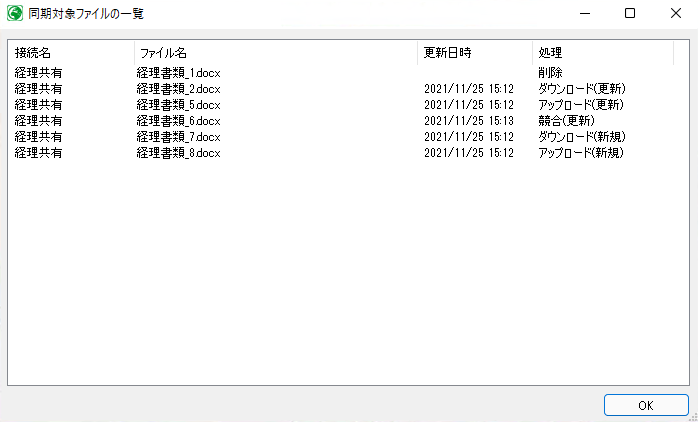 同期対象ファイルの一覧
接続名 ファイル名 更新日時 処理
経理共有 経理書類_1.docx 削除
経理共有 経理書類_2.docx 2021/11/25 15:12 ダウンロード(更新)
経理共有 経理書類_5.docx 2021/11/25 15:12 アップロード(更新)
経理共有 経理書類_6.docx 2021/11/25 15:13 競合(更新)
経理共有 経理書類_7.docx 2021/11/25 15:12 ダウンロード(新規)
経理共有 経理書類_8.docx 2021/11/25 15:12 アップロード(新規)
OK